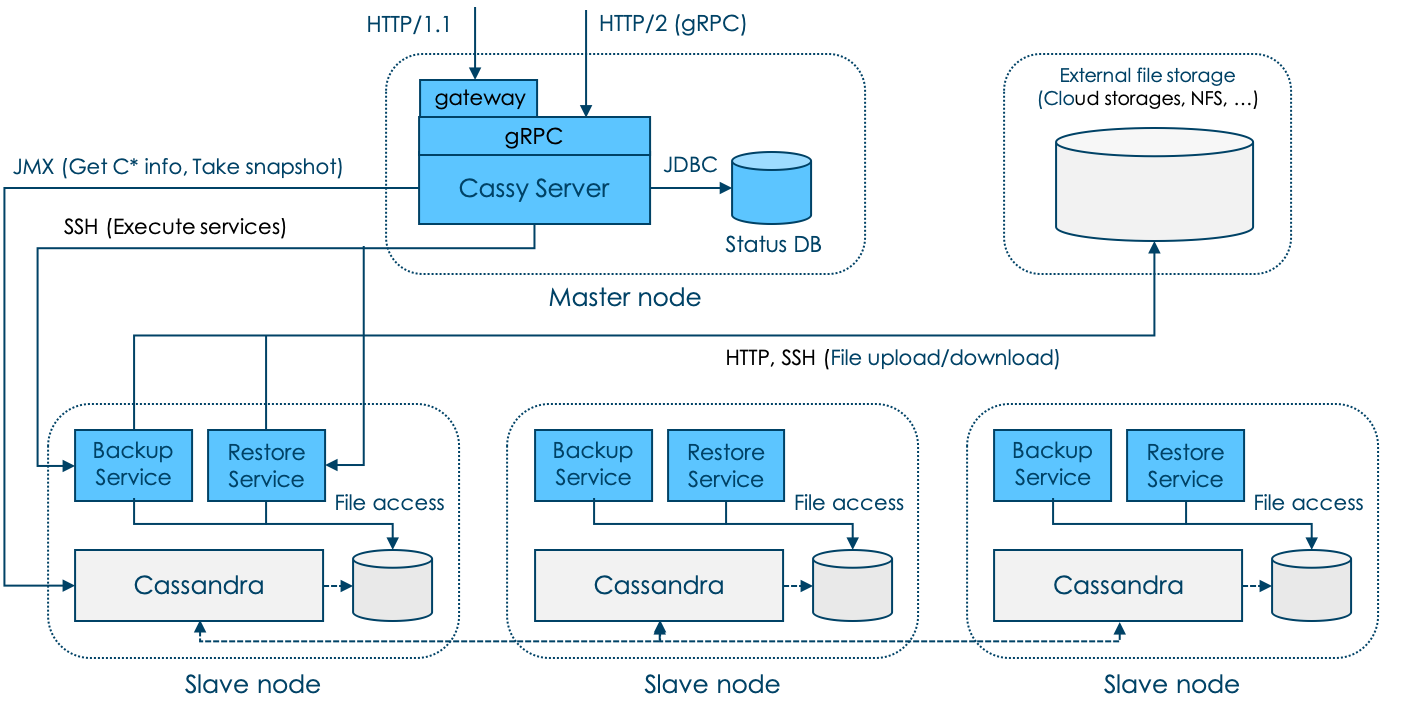 HTTP/1.1
HTTP/2 (gRPC)
gateway
gRPC
Cassy Server
JDBC
Status DB
Master node
External file storage
(Cloud storages, NFS, …)
JMX (Get C* info, Take snapshot)
SSH (Execute services)
HTTP, SSH (File upload/download)
Backup
Service
Restore
Service
File access
Cassandra
Slave node
Backup
Service
Restore
Service
File access
Cassandra
Slave node
Backup
Service
Restore
Service
File access
Cassandra
Slave node